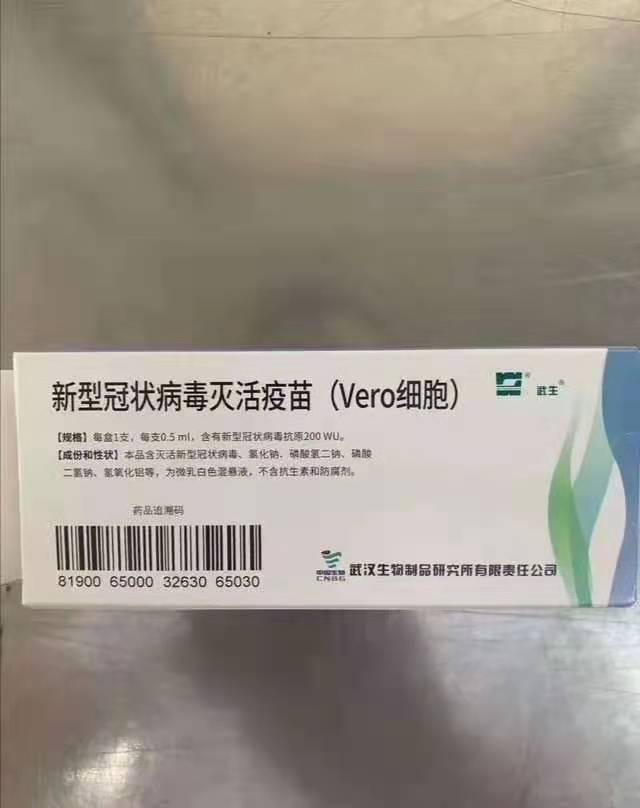 新型冠状病毒灭活疫苗（Vero细胞）
武生
【规格】每盒1支，每支0.5 ml，含有新型冠状病毒抗原200 WU。
【成份和性状】本品含灭活新型冠状病毒、氯化钠、磷酸氢二钠、磷酸
二氢钠、氢氧化铝等，为微乳白色混悬液，不含抗生素和防腐剂。
药品追溯码
81900 65000 32630 65030
中国生物
CNBG
武汉生物制品研究所有限责任公司